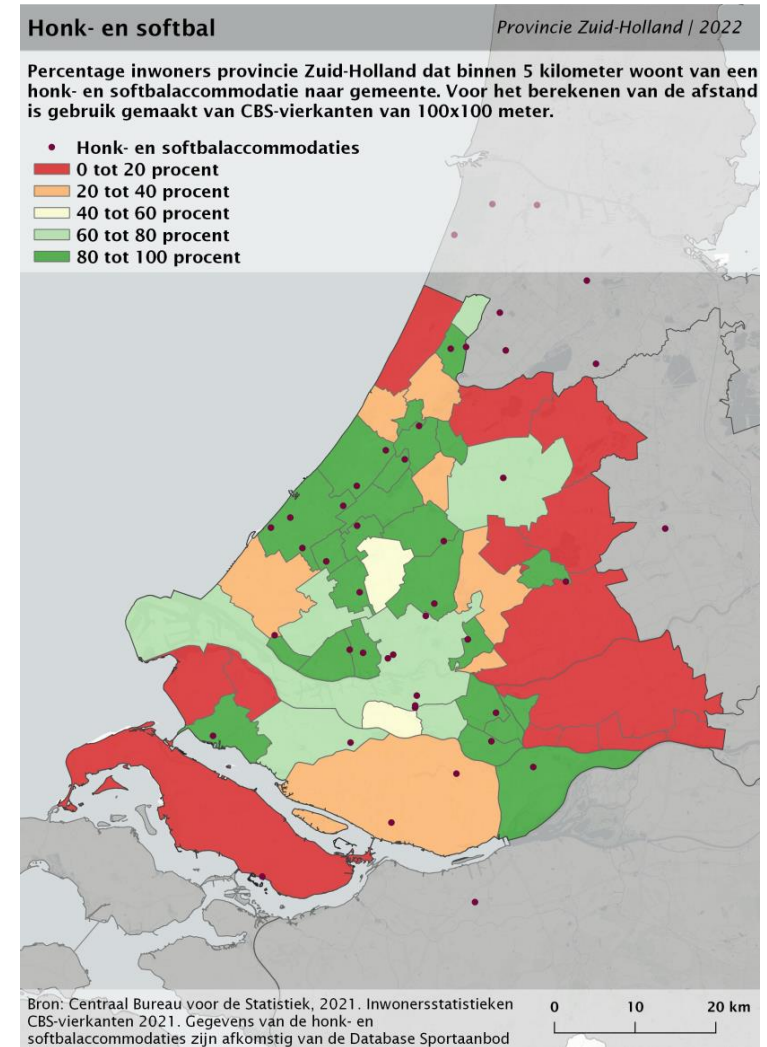 Honk- en softbal
Provincie Zuid-Holland | 2022
Percentage inwoners provincie Zuid-Holland dat binnen 5 kilometer woont van een
honk- en softbalaccommodatie naar gemeente. Voor het berekenen van de afstand
is gebruik gemaakt van CBS-vierkanten van 100x100 meter.
Honk- en softbalaccommodaties
0 tot 20 procent
20 tot 40 procent
40 tot 60 procent
60 tot 80 procent
80 tot 100 procent
Bron: Centraal Bureau voor de Statistiek, 2021. Inwonersstatistieken
CBS-vierkanten 2021. Gegevens van de honk- en
softbalaccommodaties zijn afkomstig van de Database Sportaanbod
0 10 20 km